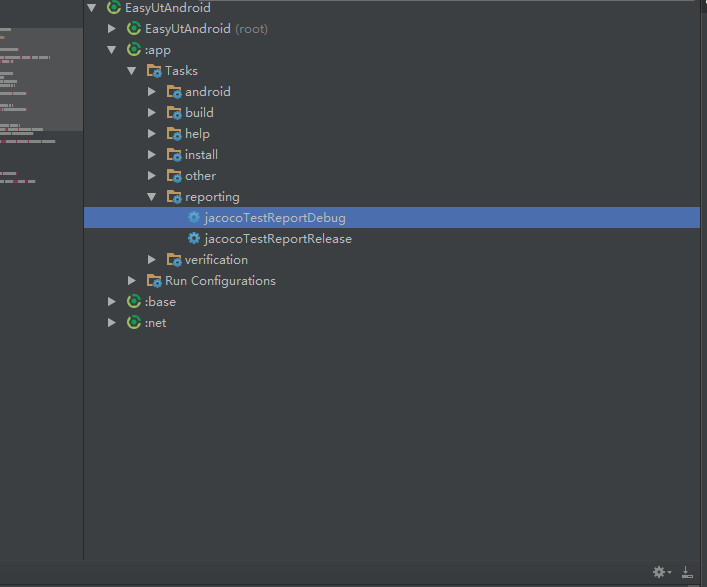 EasyUtAndroid
EasyUtAndroid (root)
:app
Tasks
android
build
help
install
other
reporting
jacocoTestReportDebug
jacocoTestReportRelease
verification
Run Configurations
:base
:net